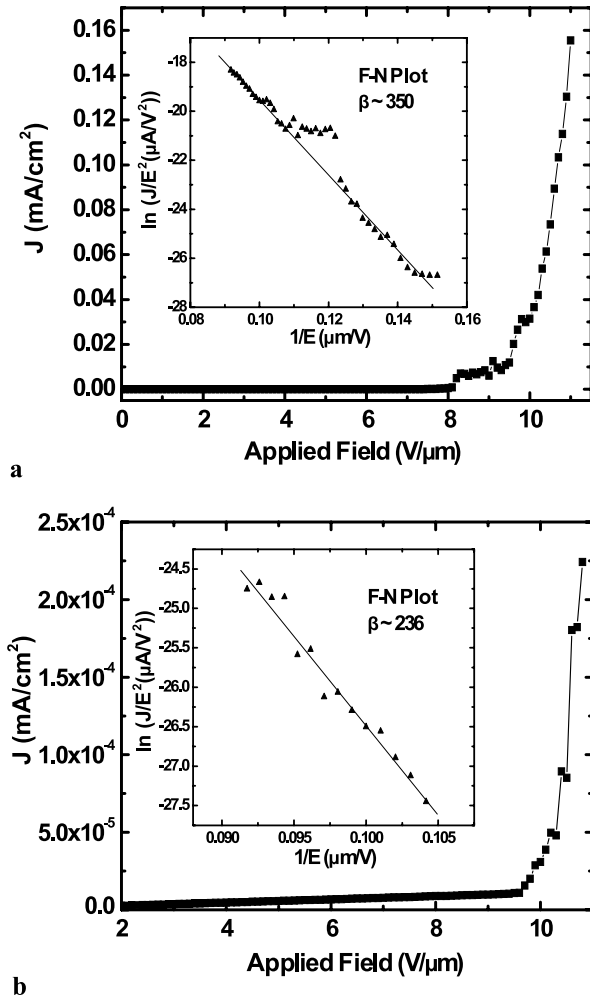 0.16
0.14
0.12
0.10
0.08
0.06
0.04
0.02
0.00
J (mA/cm²)
-18
-20
-22
-24
-26
-28
ln (J/E²(µA/V²))
F-N Plot
β~350
0.08 0.10 0.12 0.14 0.16
1/E (µm/V)
0 2 4 6 8 10
Applied Field (V/µm)
a
2.5x10⁻⁴
2.0x10⁻⁴
1.5x10⁻⁴
1.0x10⁻⁴
5.0x10⁻⁵
0.0
J (mA/cm²)
-24.5
-25.0
-25.5
-26.0
-26.5
-27.0
-27.5
ln (J/E²(µA/V²))
F-N Plot
β~236
0.090 0.095 0.100 0.105
1/E (µm/V)
2 4 6 8 10
Applied Field (V/µm)
b